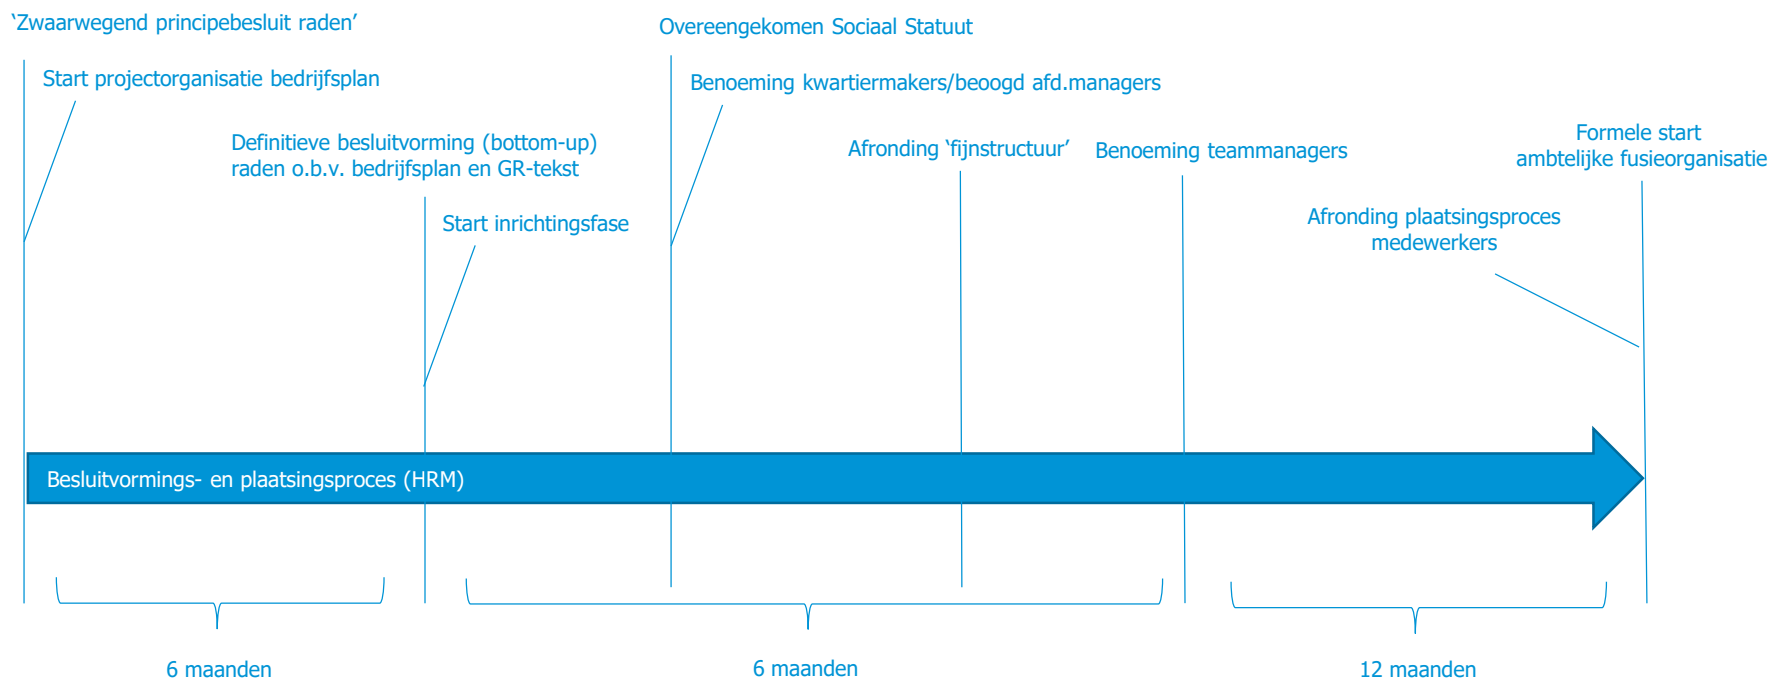 ‘Zwaarwegend principebesluit raden’
Overeengekomen Sociaal Statuut
Start projectorganisatie bedrijfsplan
Benoeming kwartiermakers/beoogd afd.managers
Definitieve besluitvorming (bottom-up)
raden o.b.v. bedrijfsplan en GR-tekst
Afronding ‘fijnstructuur’
Benoeming teammanagers
Formele start
ambtelijke fusieorganisatie
Start inrichtingsfase
Afronding plaatsingsproces
medewerkers
Besluitvormings- en plaatsingsproces (HRM)
6 maanden
6 maanden
12 maanden